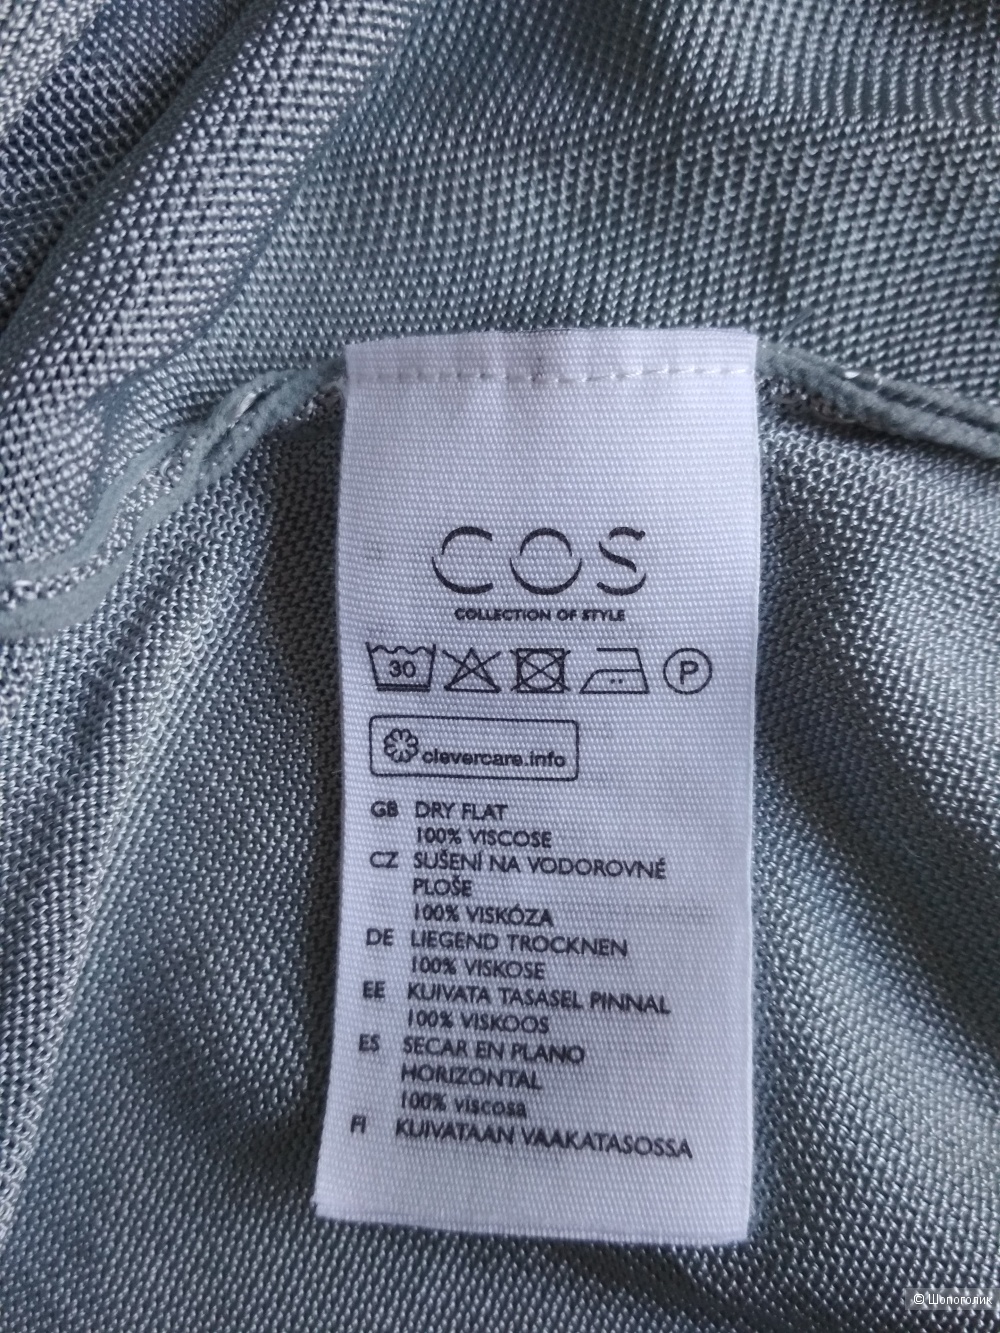 COS
COLLECTION OF STYLE
30 P
clevercare.info
GB DRY FLAT
100% VISCOSE
CZ SUŠENÍ NA VODOROVNÉ
PLOŠE
100% VISKÓZA
DE LIEGEND TROCKNEN
100% VISKOSE
EE KUIVATA TASASEL PINNAL
100% VISKOOS
ES SECAR EN PLANO
HORIZONTAL
100% viscosa
FI KUIVATAAN VAAKATASOSSA
© Шопоголик